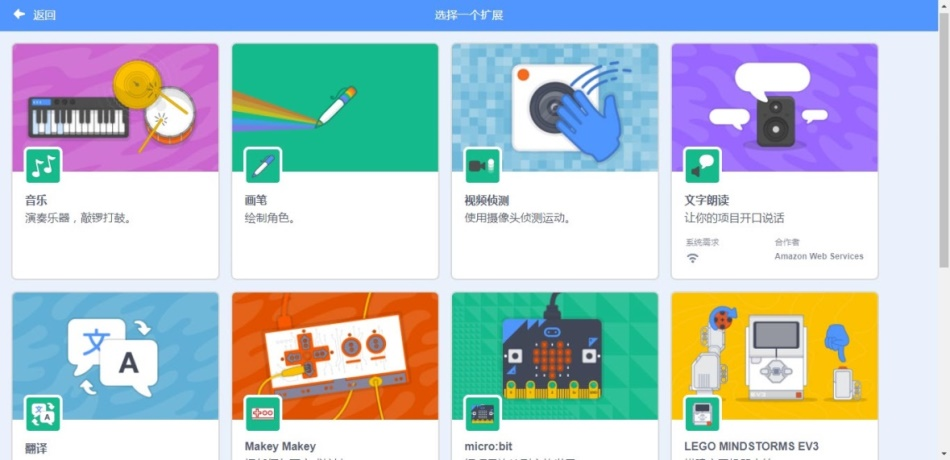 返回
选择一个扩展
音乐
演奏乐器，敲锣打鼓。
画笔
绘制角色。
视频侦测
使用摄像头侦测运动。
文字朗读
让你的项目开口说话
系统需求
合作者
Amazon Web Services
文
A
翻译
Makey Makey
micro:bit
LEGO MINDSTORMS EV3